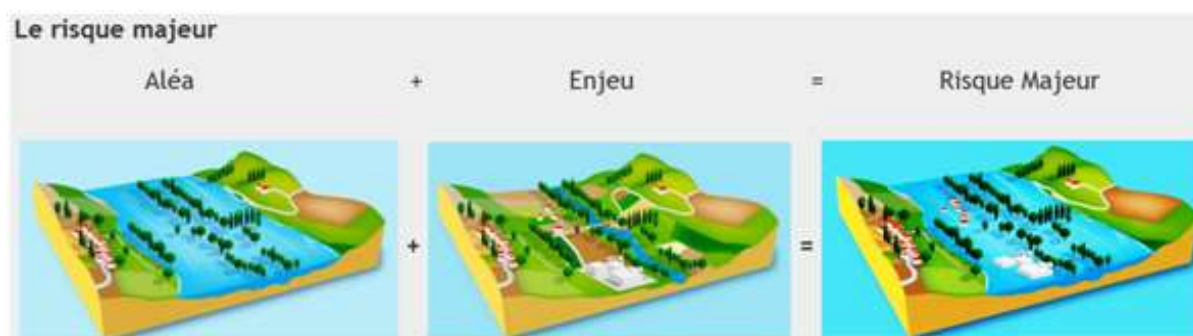 Le risque majeur
Aléa + Enjeu = Risque Majeur
+ =